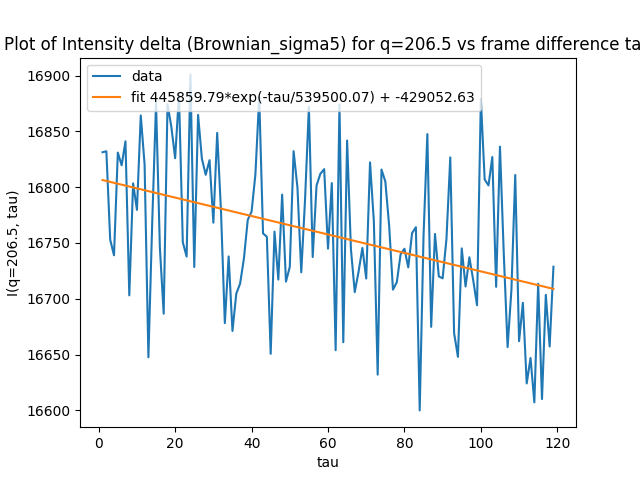 Plot of Intensity delta (Brownian_sigma5) for q=206.5 vs frame difference ta
data
fit 445859.79*exp(-tau/539500.07) + -429052.63
16900
16850
16800
16750
16700
16650
16600
I(q=206.5, tau)
0 20 40 60 80 100 120
tau